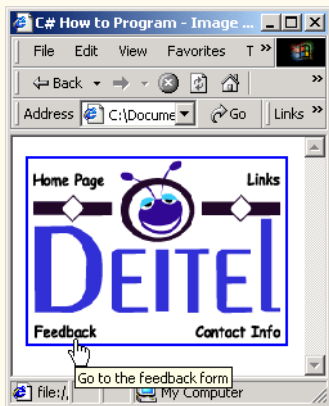 C# How to Program - Image ...
File Edit View Favorites T »
Back »
Address C:\Docume Go Links »
Home Page Links
DEITEL
Feedback Contact Info
Go to the feedback form
file:/, My Computer